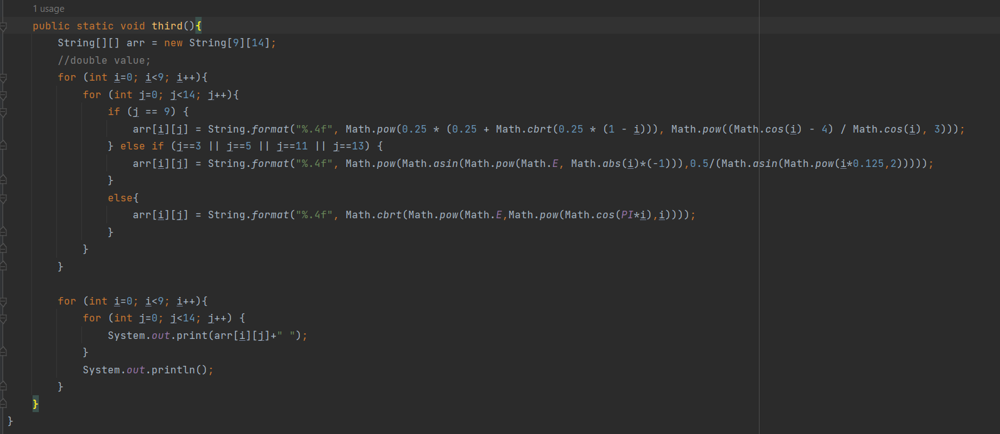 1 usage
public static void third(){
String[][] arr = new String[9][14];
//double value;
for (int i=0; i<9; i++){
for (int j=0; j<14; j++){
if (j == 9) {
arr[i][j] = String.format("%.4f", Math.pow(0.25 * (0.25 + Math.cbrt(0.25 * (1 - i))), Math.pow((Math.cos(i) - 4) / Math.cos(i), 3)));
} else if (j==3 || j==5 || j==11 || j==13) {
arr[i][j] = String.format("%.4f", Math.pow(Math.asin(Math.pow(Math.E, Math.abs(i)*(-1))),0.5/(Math.asin(Math.pow(i*0.125,2)))));
}
else{
arr[i][j] = String.format("%.4f", Math.cbrt(Math.pow(Math.E,Math.pow(Math.cos(PI*i),i))));
}
}
}
for (int i=0; i<9; i++){
for (int j=0; j<14; j++) {
System.out.print(arr[i][j]+" ");
}
System.out.println();
}
}
}